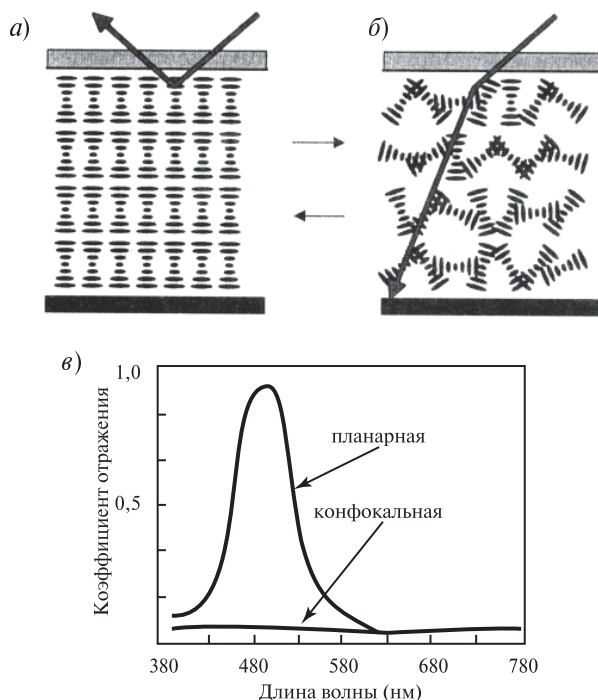 а)
б)
в)
Коэффициент отражения
1,0
0,5
планарная
конфокальная
380 480 580 680 780
Длина волны (нм)